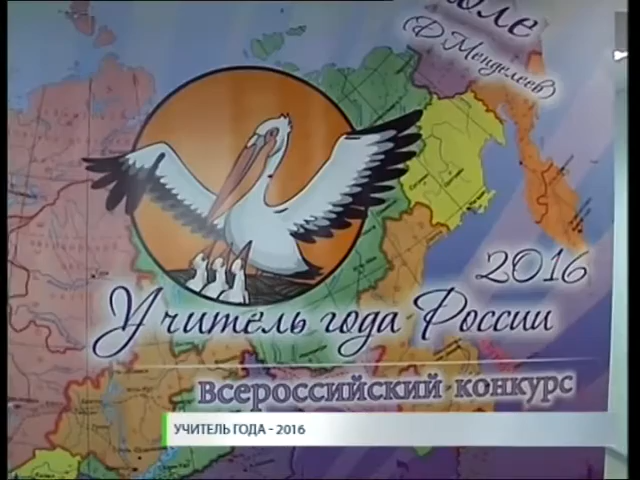 (Д.Менделеев)
2016
Учитель года России
Всероссийский конкурс
УЧИТЕЛЬ ГОДА - 2016